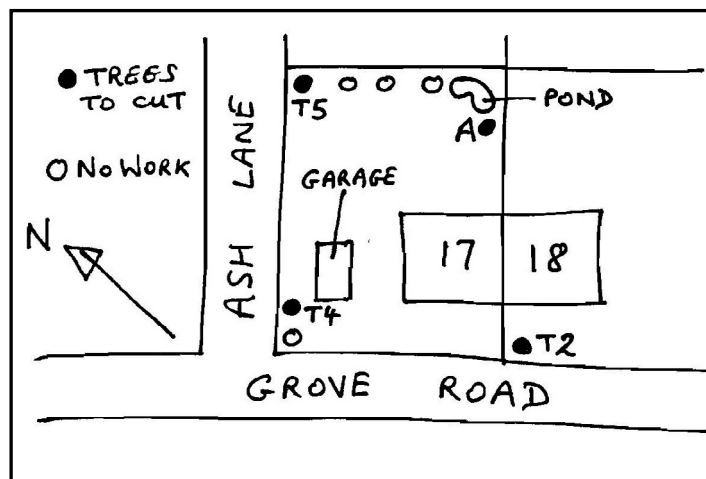 TREES
TO CUT
NO WORK
N
ASH LANE
T5
POND
A
GARAGE
17
18
T4
T2
GROVE ROAD